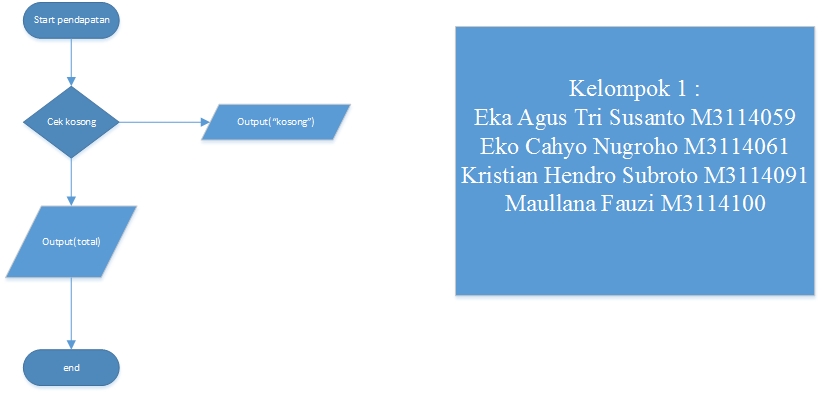 Start pendapatan
Cek kosong
Output(“kosong”)
Output(total)
end
Kelompok 1 :
Eka Agus Tri Susanto M3114059
Eko Cahyo Nugroho M3114061
Kristian Hendro Subroto M3114091
Maullana Fauzi M3114100